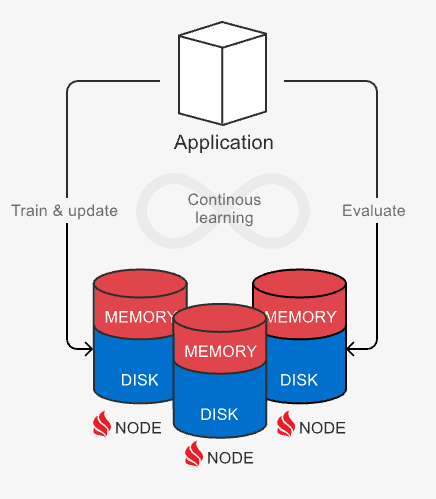 Application
Continous
learning
Train & update
Evaluate
MEMORY
MEMORY
MEMORY
DISK
DISK
DISK
NODE
NODE
NODE